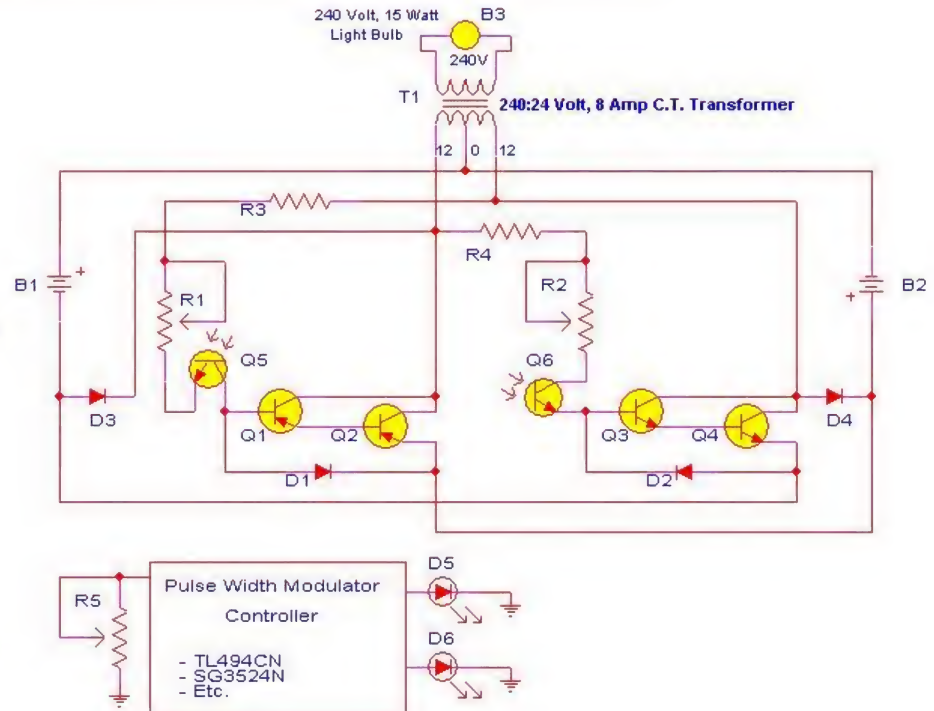 240 Volt, 15 Watt
Light Bulb
B3
240V
T1
240:24 Volt, 8 Amp C.T. Transformer
12 0 12
R3
R4
B1
+
R1
R2
+
B2
Q5
Q6
D3
Q1
Q2
Q3
Q4
D4
D1
D2
R5
Pulse Width Modulator
Controller
- TL494CN
- SG3524N
- Etc.
D5
D6